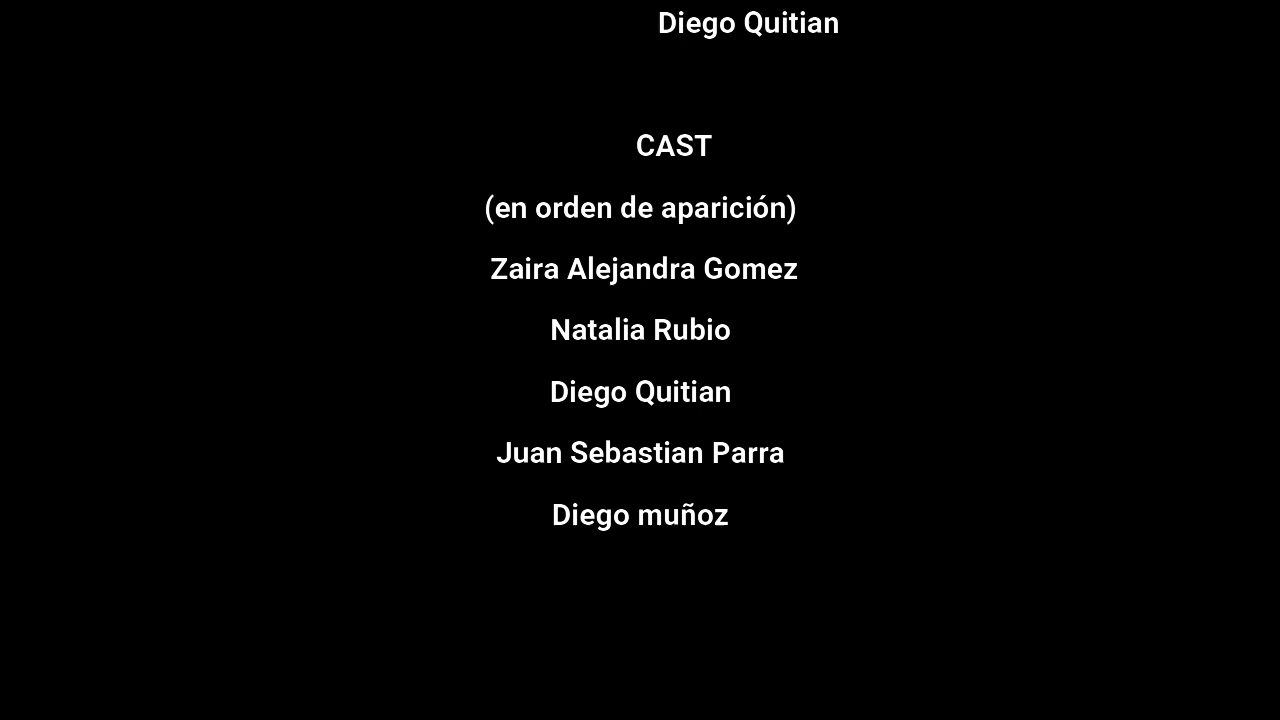 Diego Quitian
CAST
(en orden de aparición)
Zaira Alejandra Gomez
Natalia Rubio
Diego Quitian
Juan Sebastian Parra
Diego muñoz